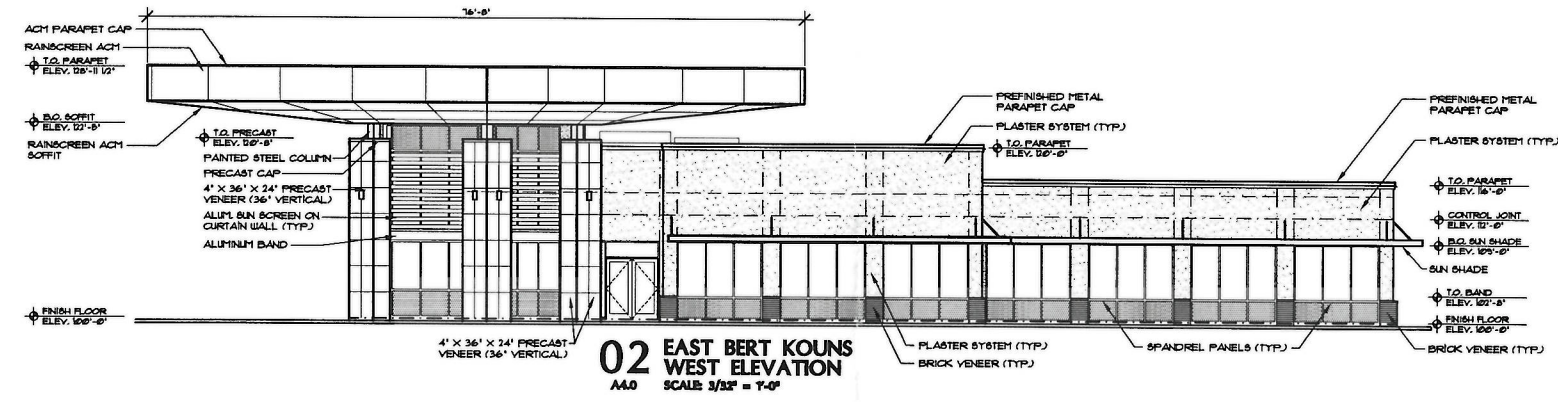 76'-8"
ACM PARAPET CAP
RAINSCREEN ACM
T.O. PARAPET
ELEV. 128'-11 1/2"
B.O. SOFFIT
ELEV. 122'-8"
RAINSCREEN ACM
SOFFIT
T.O. PRECAST
ELEV. 120'-8"
PAINTED STEEL COLUMN
PRECAST CAP
4" X 36" X 24" PRECAST
VENEER (36" VERTICAL)
ALUM. SUN SCREEN ON
CURTAIN WALL (TYP.)
ALUMINUM BAND
FINISH FLOOR
ELEV. 100'-0"
PREFINISHED METAL
PARAPET CAP
PLASTER SYSTEM (TYP.)
T.O. PARAPET
ELEV. 120'-0"
PREFINISHED METAL
PARAPET CAP
PLASTER SYSTEM (TYP.)
T.O. PARAPET
ELEV. 116'-0"
CONTROL JOINT
ELEV. 112'-0"
B.O. SUN SHADE
SUN SHADE
T.O. BAND
ELEV. 102'-8"
FINISH FLOOR
ELEV. 100'-0"
BRICK VENEER (TYP.)
4" X 36" X 24" PRECAST
VENEER (36" VERTICAL)
PLASTER SYSTEM (TYP.)
BRICK VENEER (TYP.)
SPANDREL PANELS (TYP.)
02 EAST BERT KOUNS
WEST ELEVATION
A4.0 SCALE: 3/32" = 1'-0"